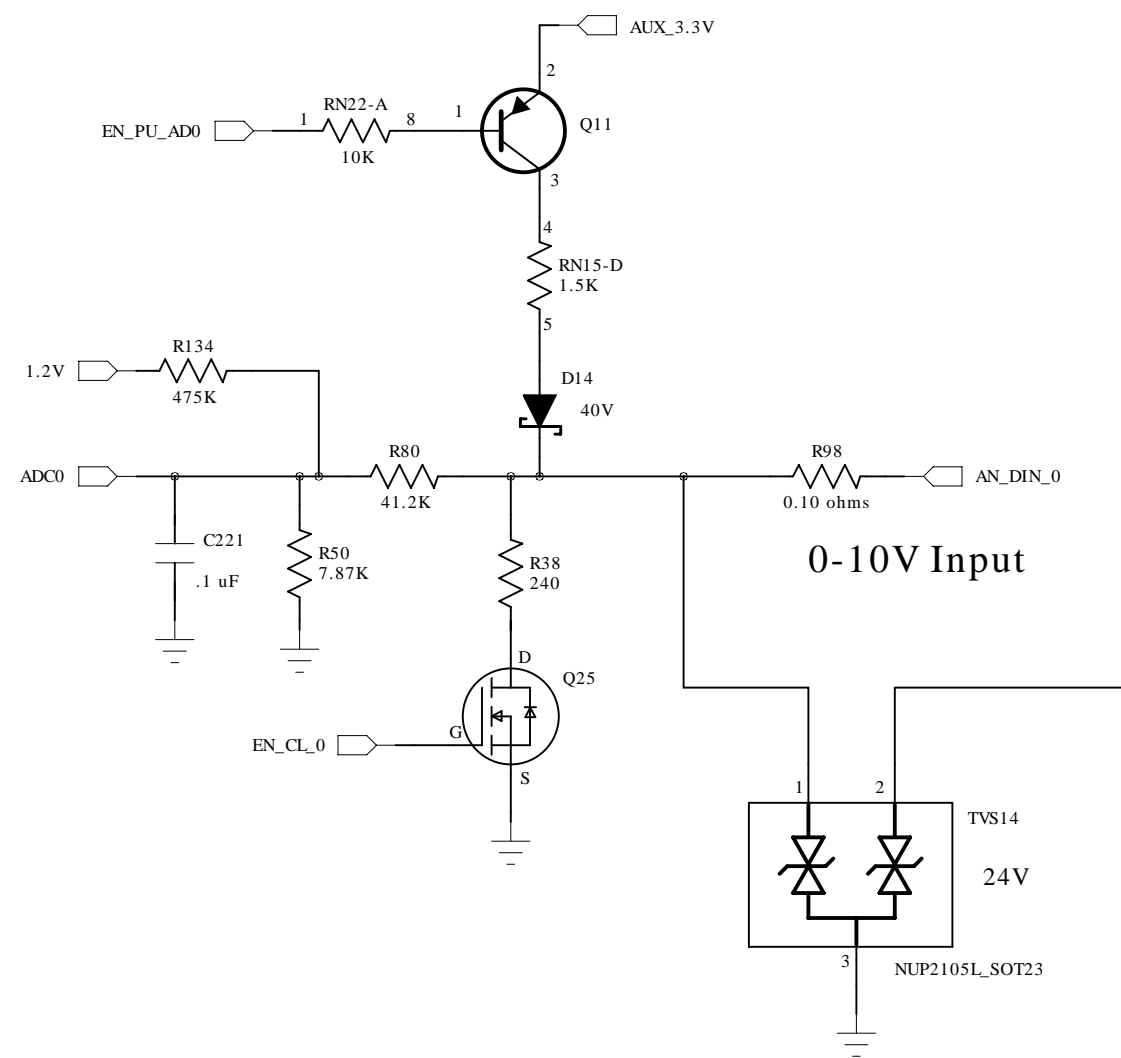 AUX_3.3V
2
RN22-A
1
8
1
EN_PU_AD0
10K
Q11
3
4
RN15-D
1.5K
5
R134
1.2V
475K
D14
40V
R80
R98
ADC0
41.2K
0.10 ohms
AN_DIN_0
C221
.1 uF
R50
7.87K
R38
240
0-10V Input
D
Q25
G
EN_CL_0
S
1
2
TVS14
24V
3
NUP2105L_SOT23